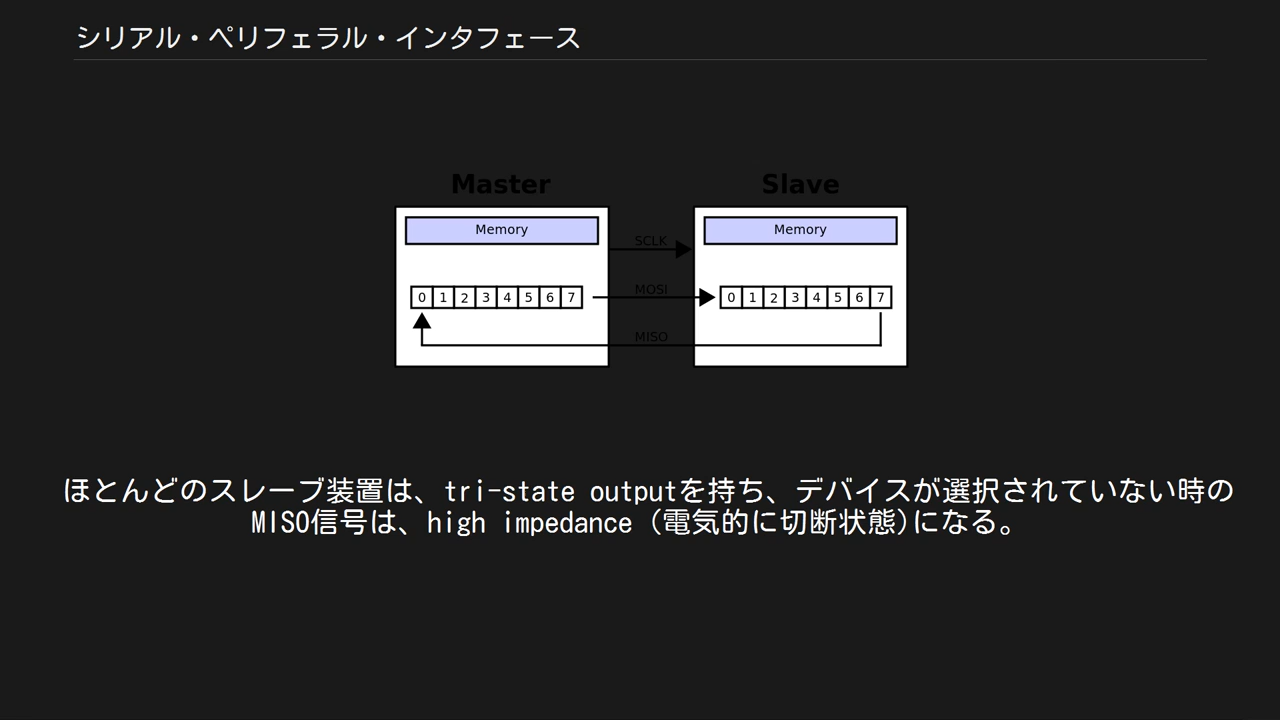 シリアル・ペリフェラル・インタフェース
Master
Slave
Memory
Memory
SCLK
MOSI
0 1 2 3 4 5 6 7
0 1 2 3 4 5 6 7
MISO
ほとんどのスレーブ装置は、tri-state outputを持ち、デバイスが選択されていない時の
MISO信号は、high impedance (電気的に切断状態)になる。